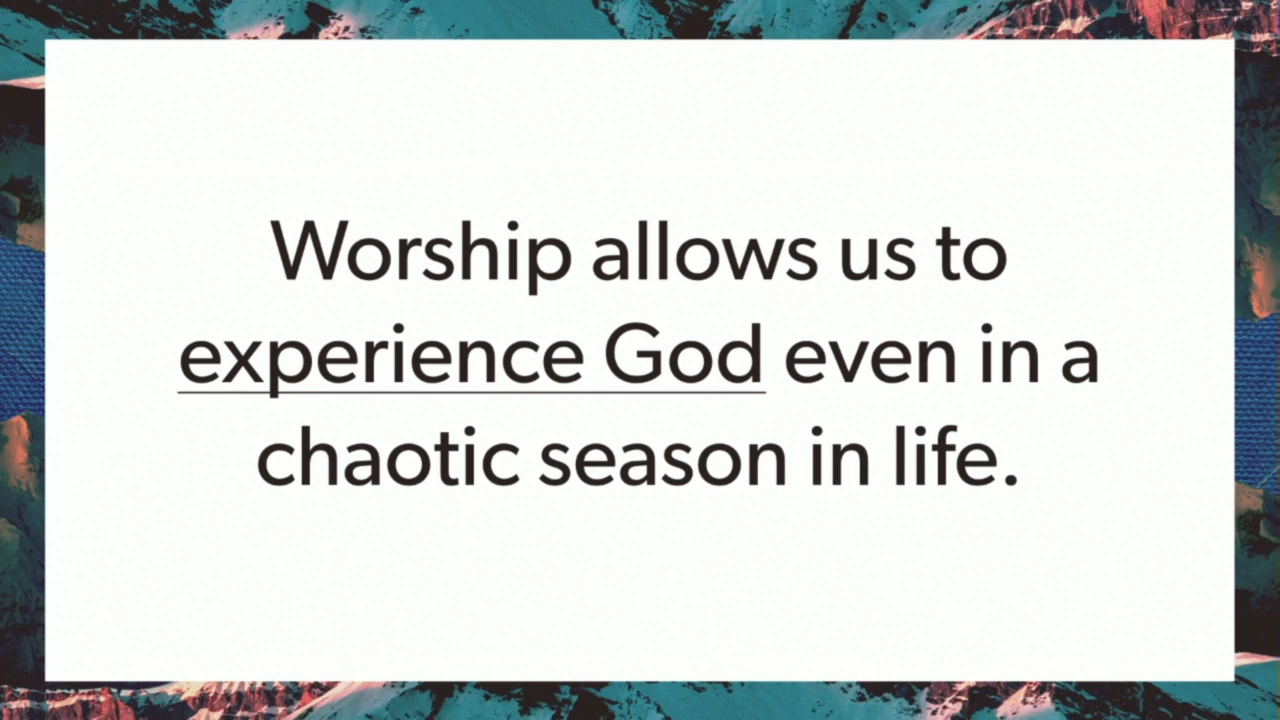 Worship allows us to
experience God even in a
chaotic season in life.